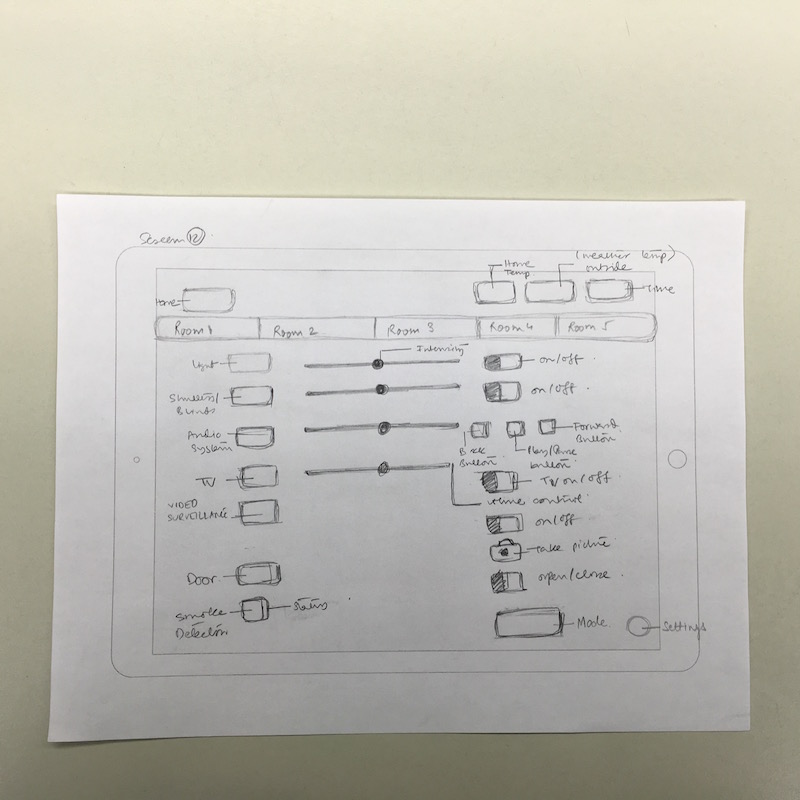 Screen 12
Home Temp
(weather temp) outside
Home
Time
Room 1
Room 2
Room 3
Room 4
Room 5
Light
Intensity
on/off
Shutters/
Blinds
on/off
Audio
System
Back
Button
Play/Pause
button
Forward
Button
TV
TV on/off
volume control
VIDEO
SURVEILLANCE
on/off
take picture
Door
open/close
Smoke
Detector
Status
Mode
Settings